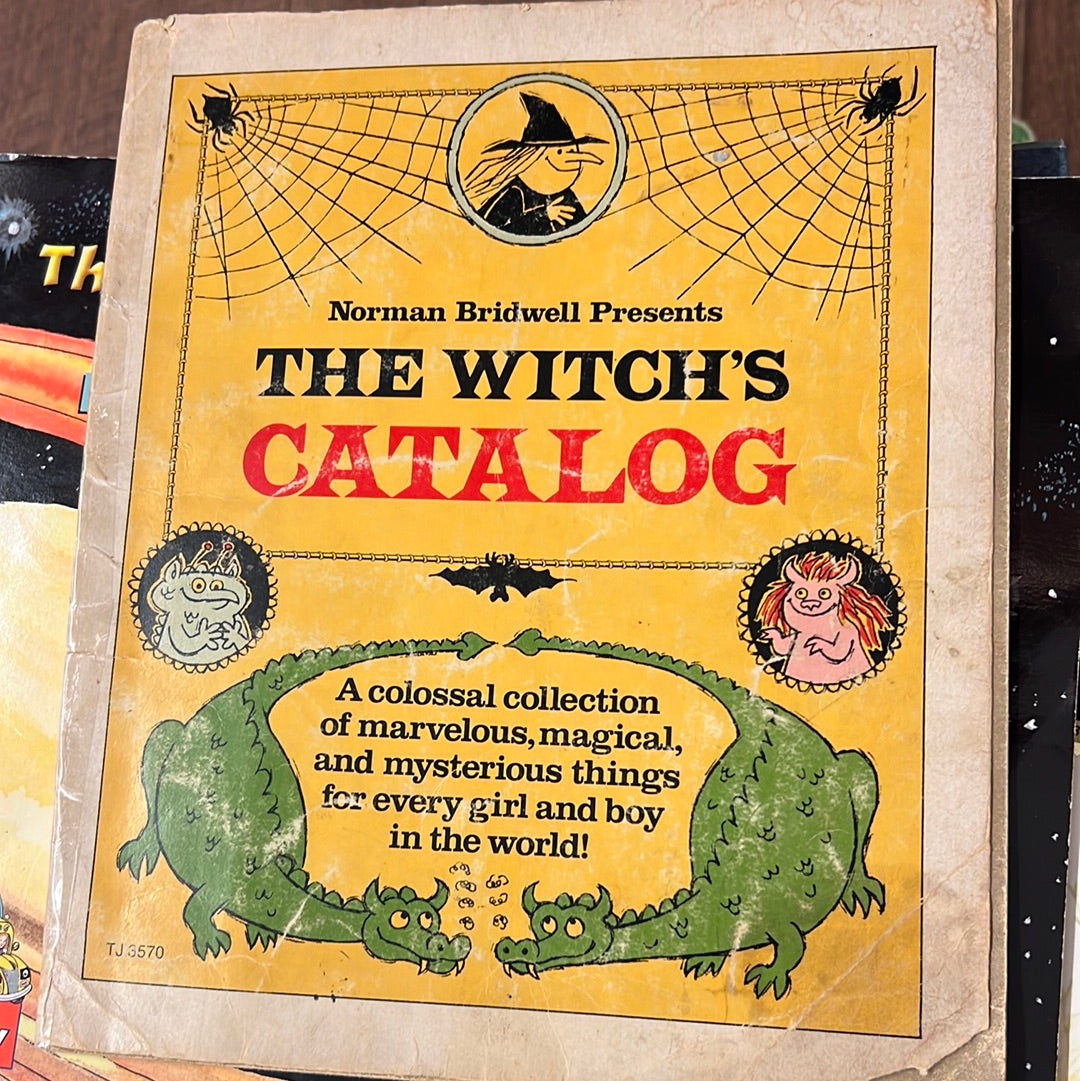 Th
Norman Bridwell Presents
THE WITCH'S
CATALOG
A colossal collection
of marvelous, magical,
and mysterious things
for every girl and boy
in the world!
TJ 3570